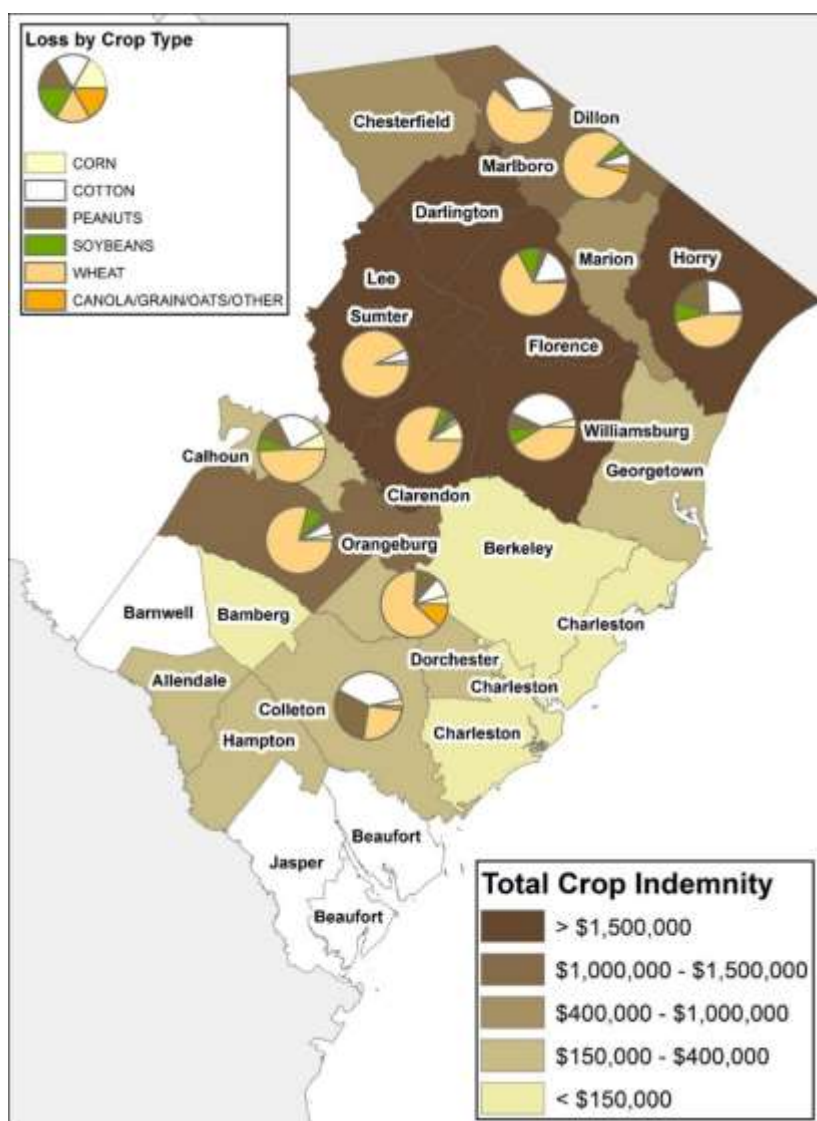 Loss by Crop Type
CORN
COTTON
PEANUTS
SOYBEANS
WHEAT
CANOLA/GRAIN/OATS/OTHER
Chesterfield
Dillon
Marlboro
Darlington
Lee
Marion
Horry
Sumter
Florence
Calhoun
Williamsburg
Georgetown
Clarendon
Orangeburg
Berkeley
Barnwell
Bamberg
Charleston
Dorchester
Allendale
Charleston
Colleton
Charleston
Hampton
Beaufort
Jasper
Beaufort
Total Crop Indemnity
> $1,500,000
$1,000,000 - $1,500,000
$400,000 - $1,000,000
$150,000 - $400,000
< $150,000